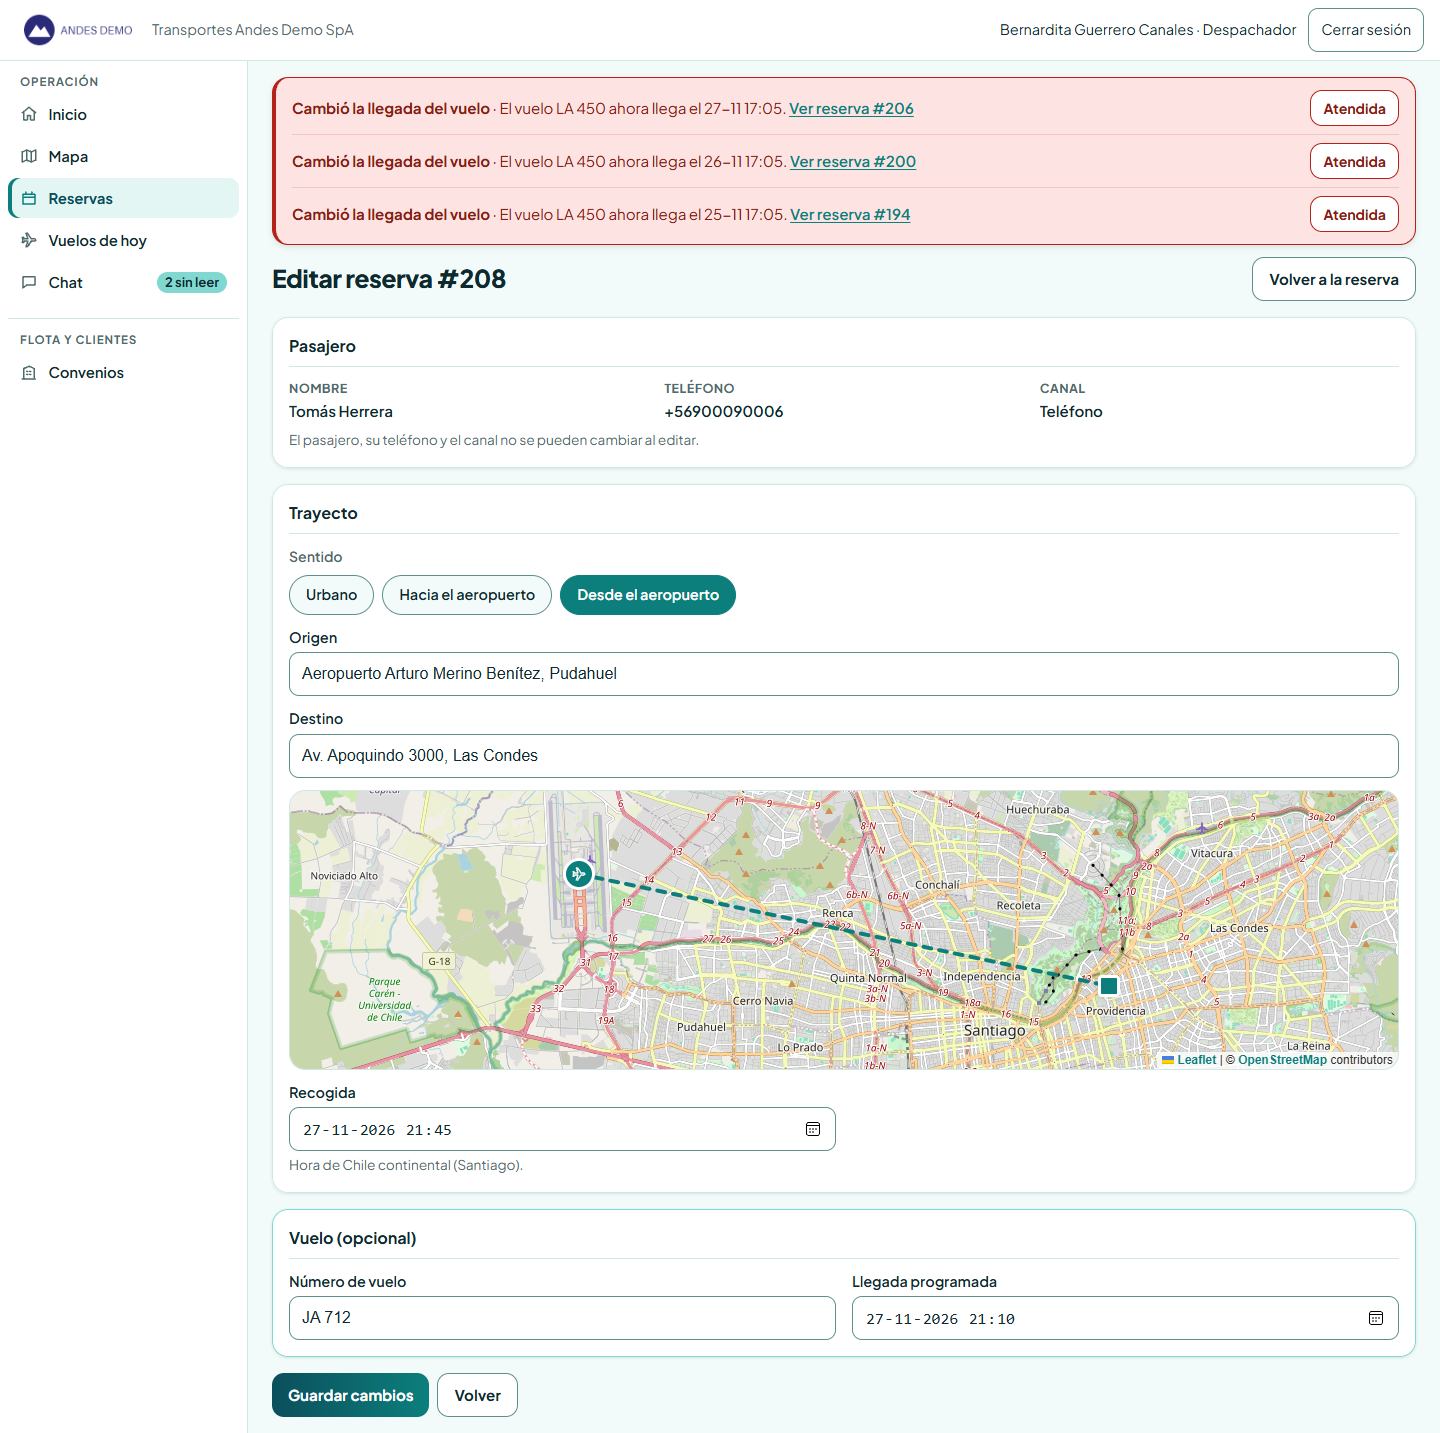 ANDES DEMO
Transportes Andes Demo SpA
Bernardita Guerrero Canales · Despachador
Cerrar sesión
OPERACIÓN
Inicio
Mapa
Reservas
Vuelos de hoy
Chat
2 sin leer
FLOTA Y CLIENTES
Convenios
Cambió la llegada del vuelo · El vuelo LA 450 ahora llega el 27–11 17:05. Ver reserva #206
Atendida
Cambió la llegada del vuelo · El vuelo LA 450 ahora llega el 26–11 17:05. Ver reserva #200
Atendida
Cambió la llegada del vuelo · El vuelo LA 450 ahora llega el 25–11 17:05. Ver reserva #194
Atendida
Editar reserva #208
Volver a la reserva
Pasajero
NOMBRE
Tomás Herrera
TELÉFONO
+56900090006
CANAL
Teléfono
El pasajero, su teléfono y el canal no se pueden cambiar al editar.
Trayecto
Sentido
Urbano
Hacia el aeropuerto
Desde el aeropuerto
Origen
Aeropuerto Arturo Merino Benítez, Pudahuel
Destino
Av. Apoquindo 3000, Las Condes
Huechuraba
Vitacura
Noviciado Alto
Conchalí
Recoleta
Renca
Las Condes
G-18
Parque
Carén -
Universidad
de Chile
Quinta Normal
Independencia
Cerro Navia
Providencia
Pudahuel
Santiago
Lo Prado
La Reina
Leaflet | © OpenStreetMap contributors
Recogida
27-11-2026 21:45
Hora de Chile continental (Santiago).
Vuelo (opcional)
Número de vuelo
JA 712
Llegada programada
27-11-2026 21:10
Guardar cambios
Volver